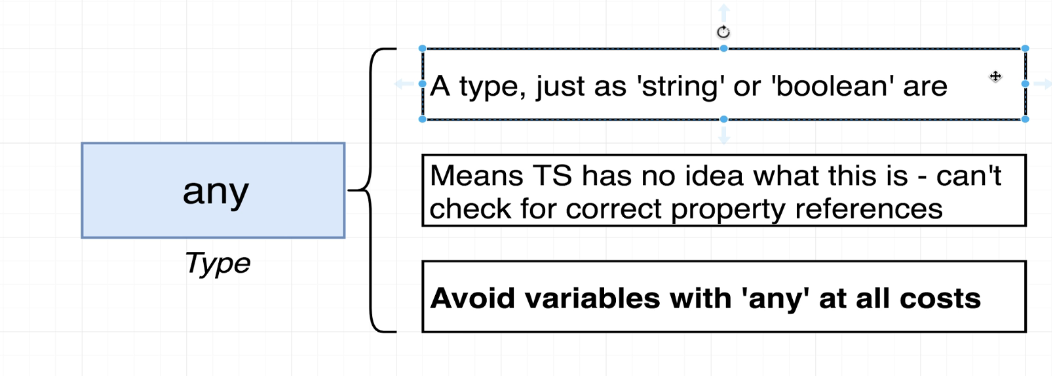 any
Type
A type, just as 'string' or 'boolean' are
Means TS has no idea what this is - can't
check for correct property references
Avoid variables with 'any' at all costs